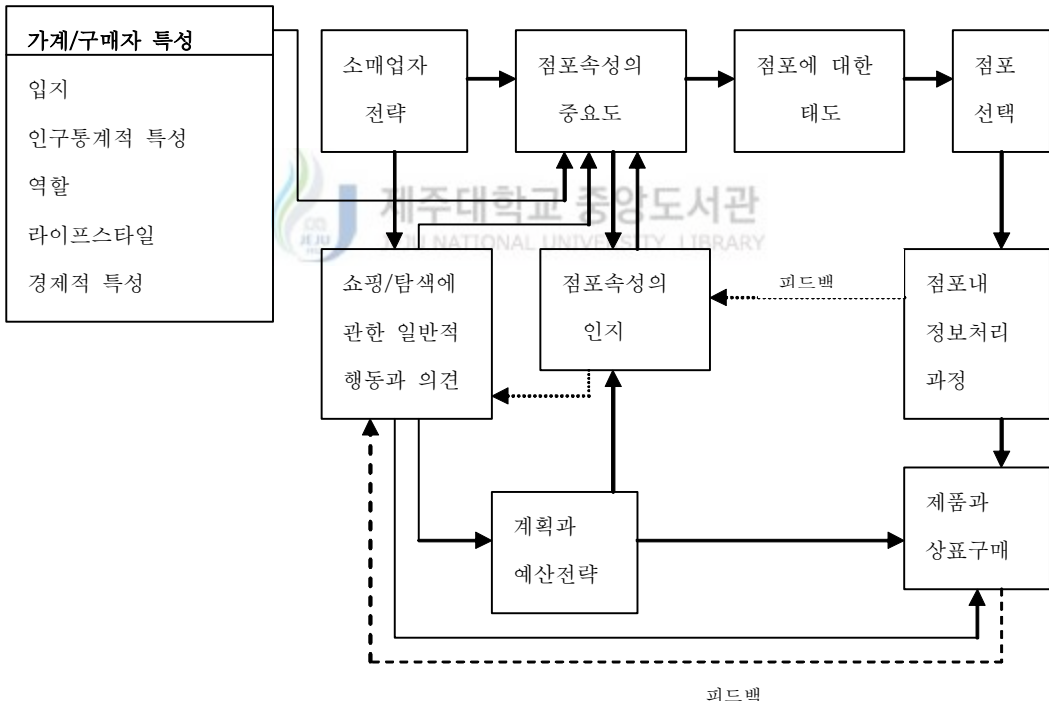 가계/구매자 특성
입지
인구통계적 특성
역할
라이프스타일
경제적 특성
소매업자
전략
점포속성의
중요도
점포에 대한
태도
점포
선택
제주대학교 중앙도서관
JEJU NATIONAL UNIVERSITY LIBRARY
쇼핑/탐색에
관한 일반적
행동과 의견
점포속성의
인지
피드백
점포내
정보처리
과정
계획과
예산전략
제품과
상표구매
피드백